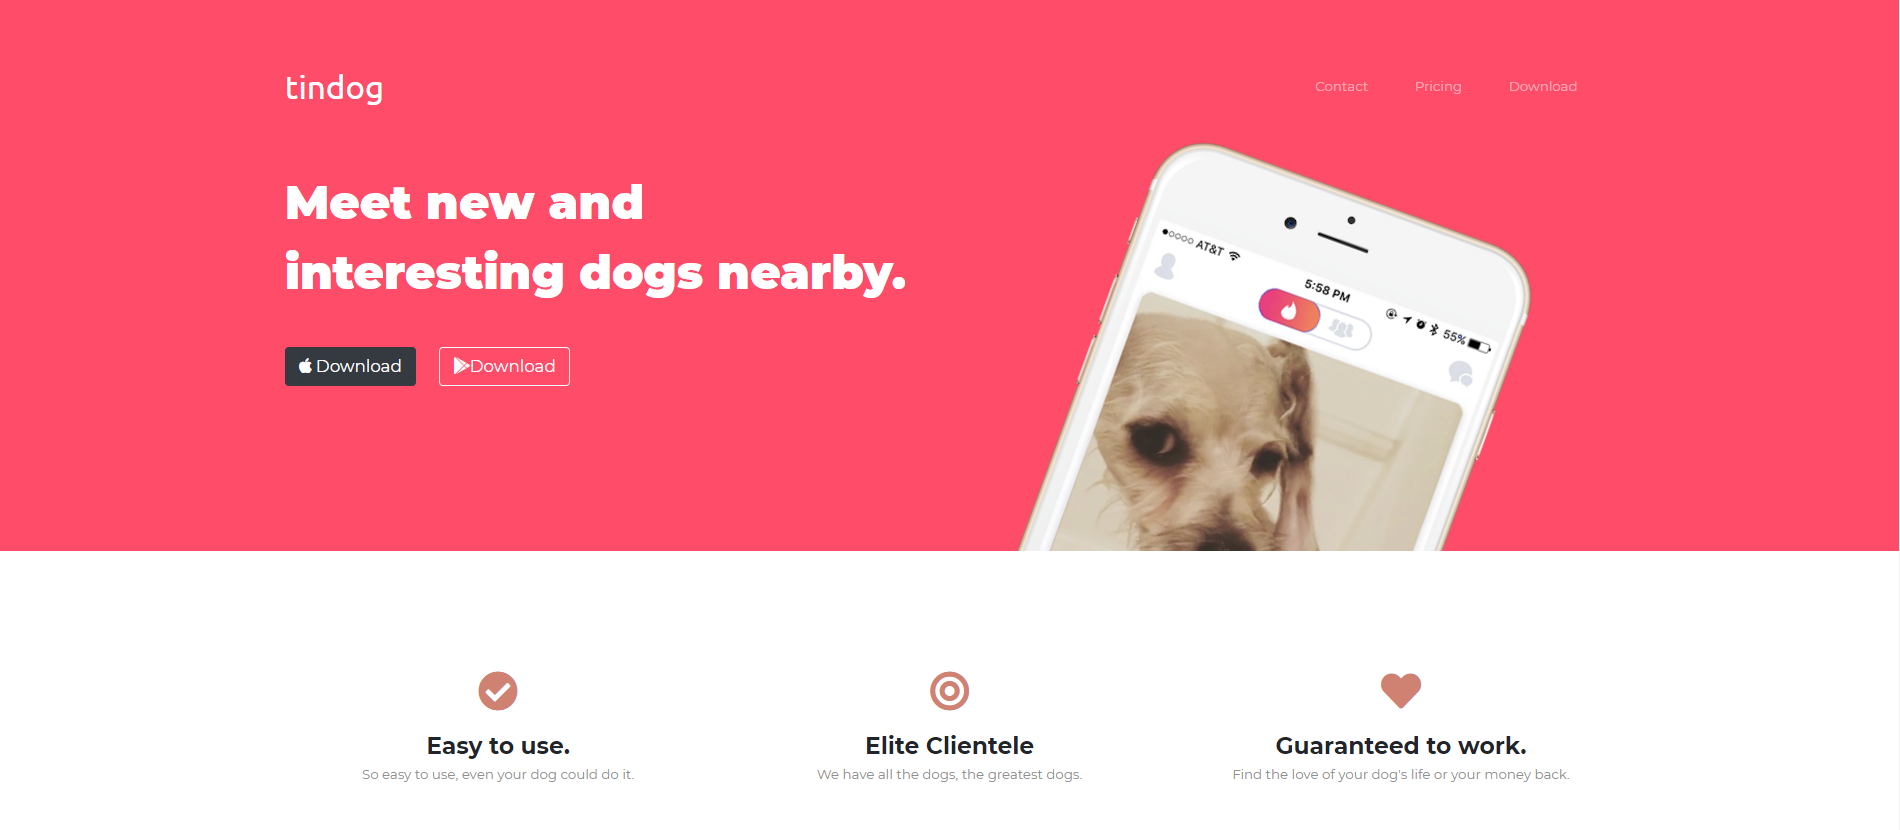 tindog
Contact Pricing Download
Meet new and
interesting dogs nearby.
Download Download
AT&T 5:58 PM 55%
Easy to use. Elite Clientele Guaranteed to work.
So easy to use, even your dog could do it. We have all the dogs, the greatest dogs. Find the love of your dog's life or your money back.